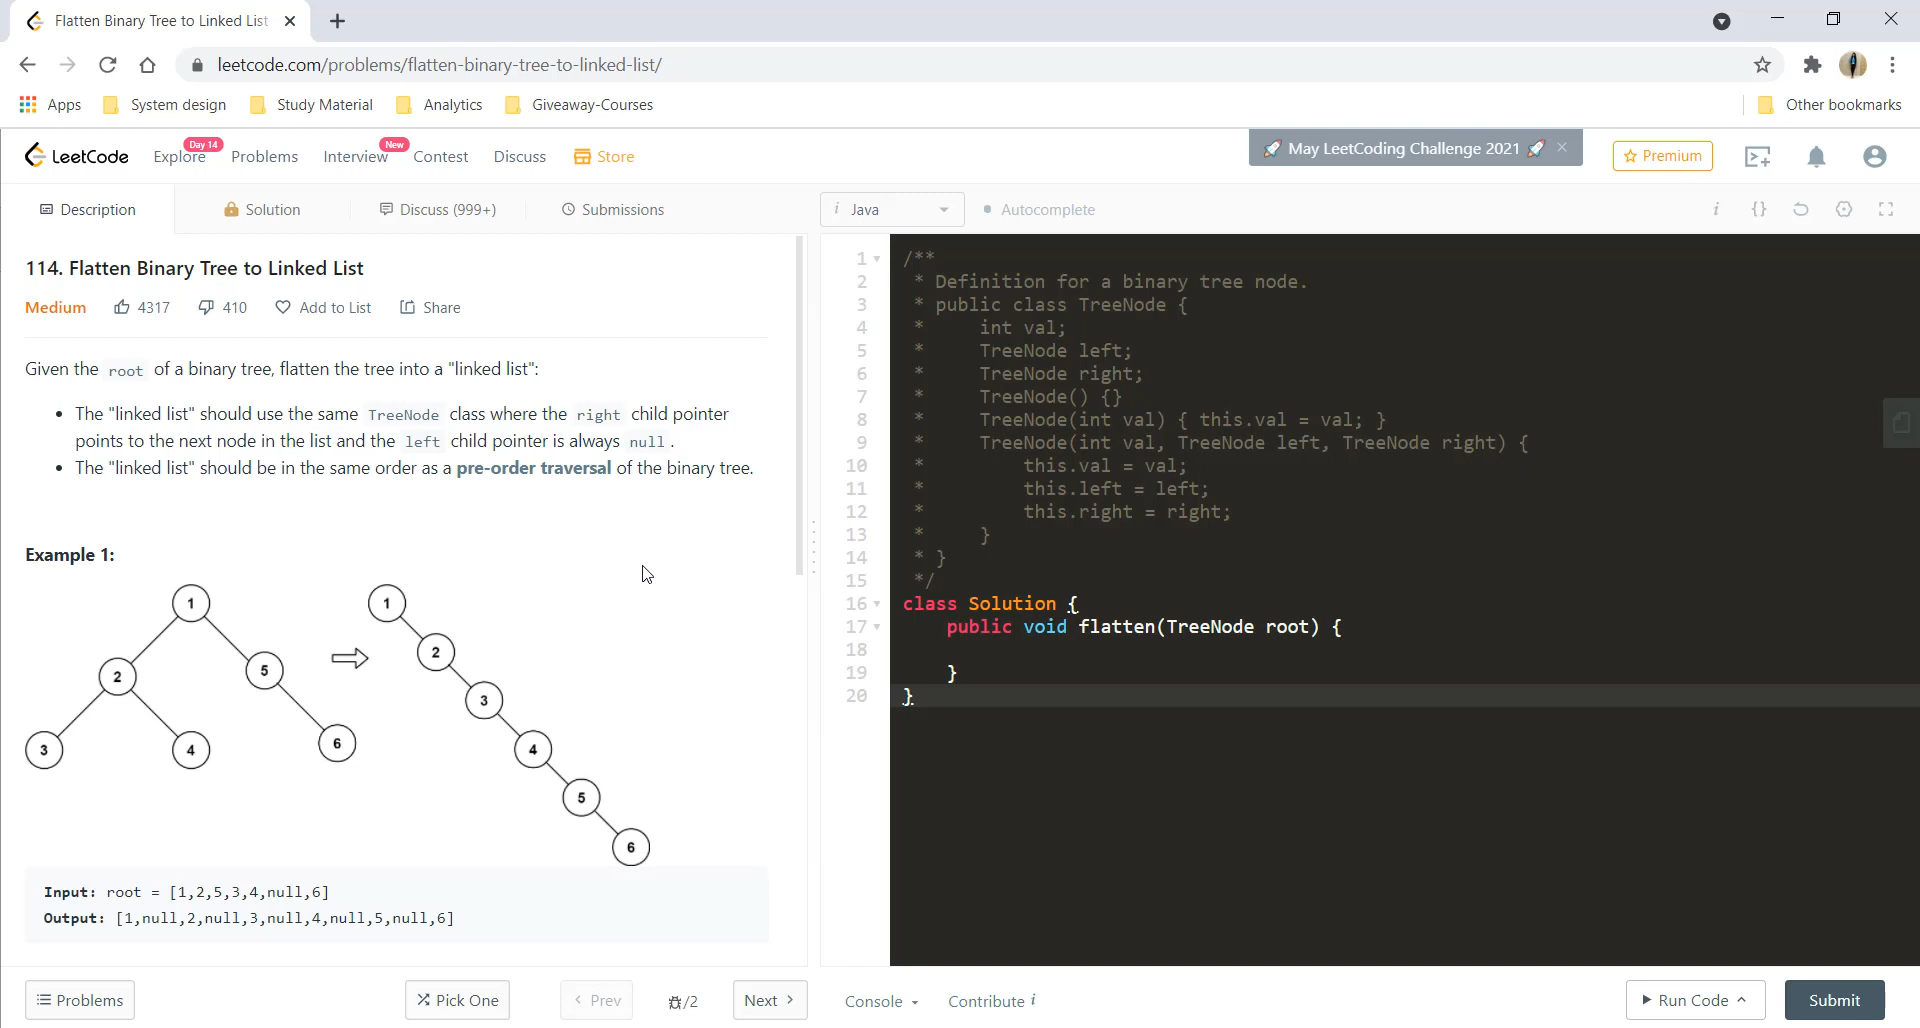 Flatten Binary Tree to Linked List
leetcode.com/problems/flatten-binary-tree-to-linked-list/
Apps System design Study Material Analytics Giveaway-Courses Other bookmarks
LeetCode Explore Day 14 Problems Interview New Contest Discuss Store May LeetCoding Challenge 2021 Premium
Description Solution Discuss (999+) Submissions
114. Flatten Binary Tree to Linked List
Medium 4317 410 Add to List Share
Given the root of a binary tree, flatten the tree into a "linked list":
• The "linked list" should use the same TreeNode class where the right child pointer
points to the next node in the list and the left child pointer is always null.
• The "linked list" should be in the same order as a pre-order traversal of the binary tree.
Example 1:
1
2 5
3 4 6
1
2
3
4
5
6
Input: root = [1,2,5,3,4,null,6]
Output: [1,null,2,null,3,null,4,null,5,null,6]
Problems Pick One < Prev /2 Next >
i Java Autocomplete i {}
1 /**
2 * Definition for a binary tree node.
3 * public class TreeNode {
4 * int val;
5 * TreeNode left;
6 * TreeNode right;
7 * TreeNode() {}
8 * TreeNode(int val) { this.val = val; }
9 * TreeNode(int val, TreeNode left, TreeNode right) {
10 * this.val = val;
11 * this.left = left;
12 * this.right = right;
13 * }
14 * }
15 */
16 class Solution {
17 public void flatten(TreeNode root) {
18
19 }
20 }
Console Contribute i Run Code Submit